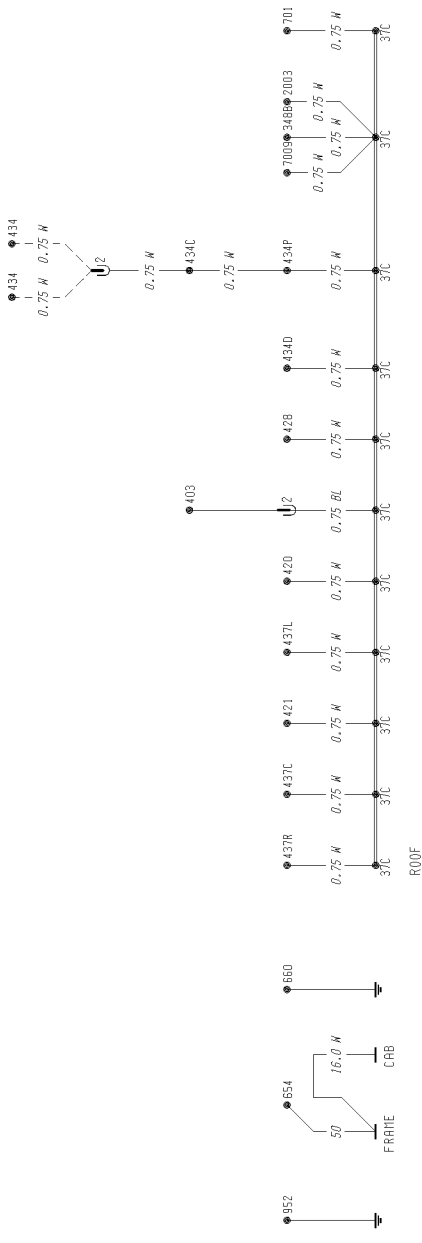 434
434
0.75 W
0.75 W
2
0.75 W
403
434C
0.75 W
952
654
660
437R
437C
421
437L
420
2
428
434D
434P
7009
348B
2003
701
50
16.0 W
0.75 W
0.75 W
0.75 W
0.75 W
0.75 W
0.75 BL
0.75 W
0.75 W
0.75 W
0.75 W
0.75 W
0.75 W
0.75 W
FRAME
CAB
37C
37C
37C
37C
37C
37C
37C
37C
37C
37C
37C
ROOF